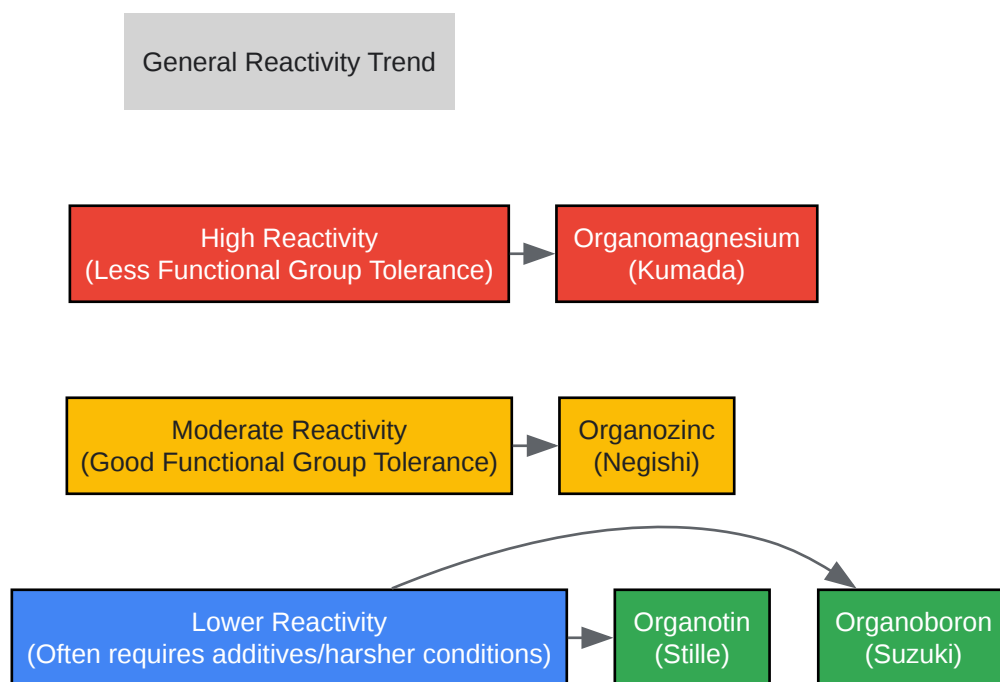 General Reactivity Trend
High Reactivity
(Less Functional Group Tolerance)
Organomagnesium
(Kumada)
Moderate Reactivity
(Good Functional Group Tolerance)
Organozinc
(Negishi)
Lower Reactivity
(Often requires additives/harsher conditions)
Organotin
(Stille)
Organoboron
(Suzuki)